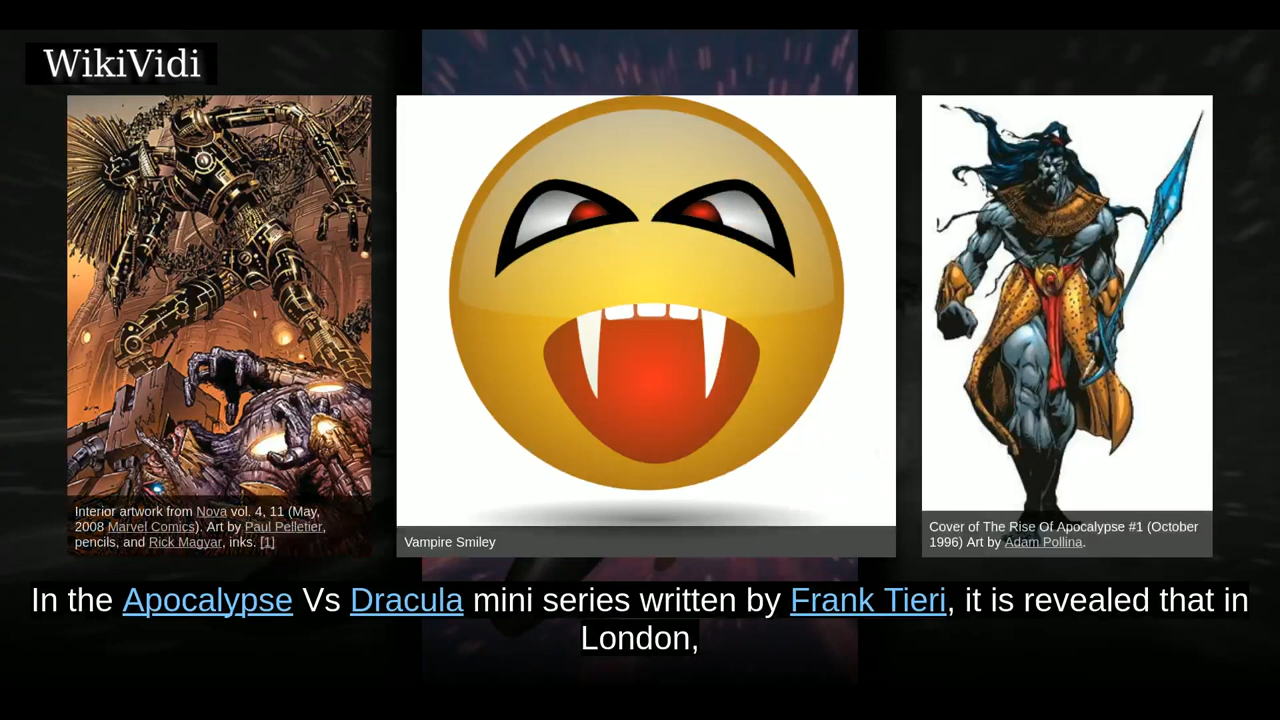 WikiVidi
Interior artwork from Nova vol. 4, 11 (May,
2008 Marvel Comics). Art by Paul Pelletier,
pencils, and Rick Magyar, inks. [1]
Vampire Smiley
Cover of The Rise Of Apocalypse #1 (October
1996) Art by Adam Pollina.
In the Apocalypse Vs Dracula mini series written by Frank Tieri, it is revealed that in
London,